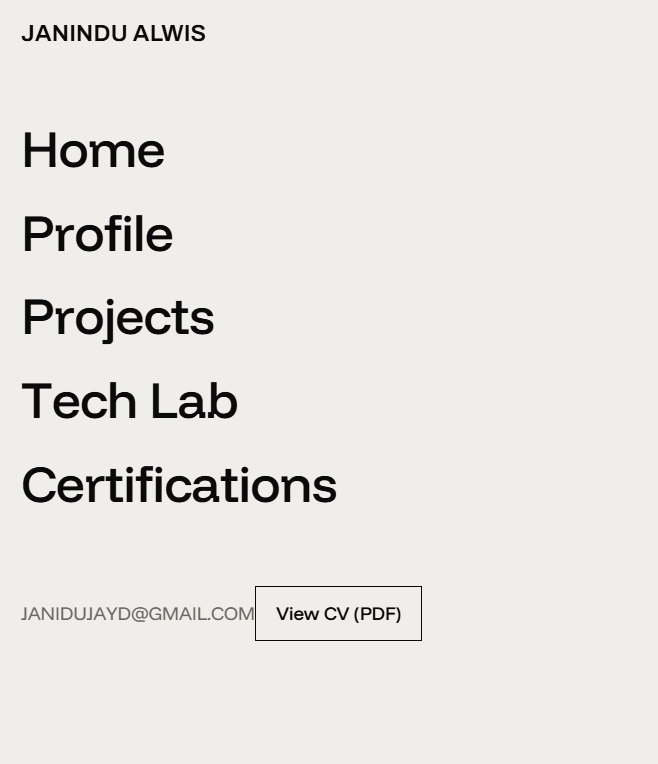 JANINDU ALWIS
Home
Profile
Projects
Tech Lab
Certifications
JANIDUJAYD@GMAIL.COM View CV (PDF)